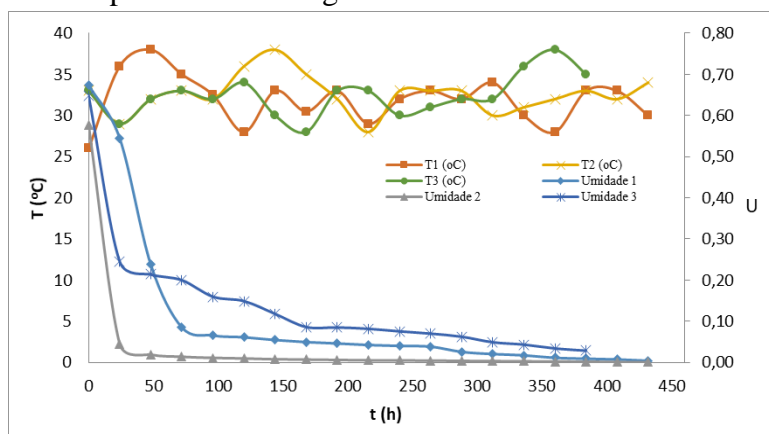 40 0,80
35 0,70
30 0,60
25 0,50
20 0,40
15 0,30
10 0,20
5 0,10
0 0,00
T (ºC)
U
T1 (oC) T2 (oC)
T3 (oC) Umidade 1
Umidade 2 Umidade 3
0 50 100 150 200 250 300 350 400 450
t (h)